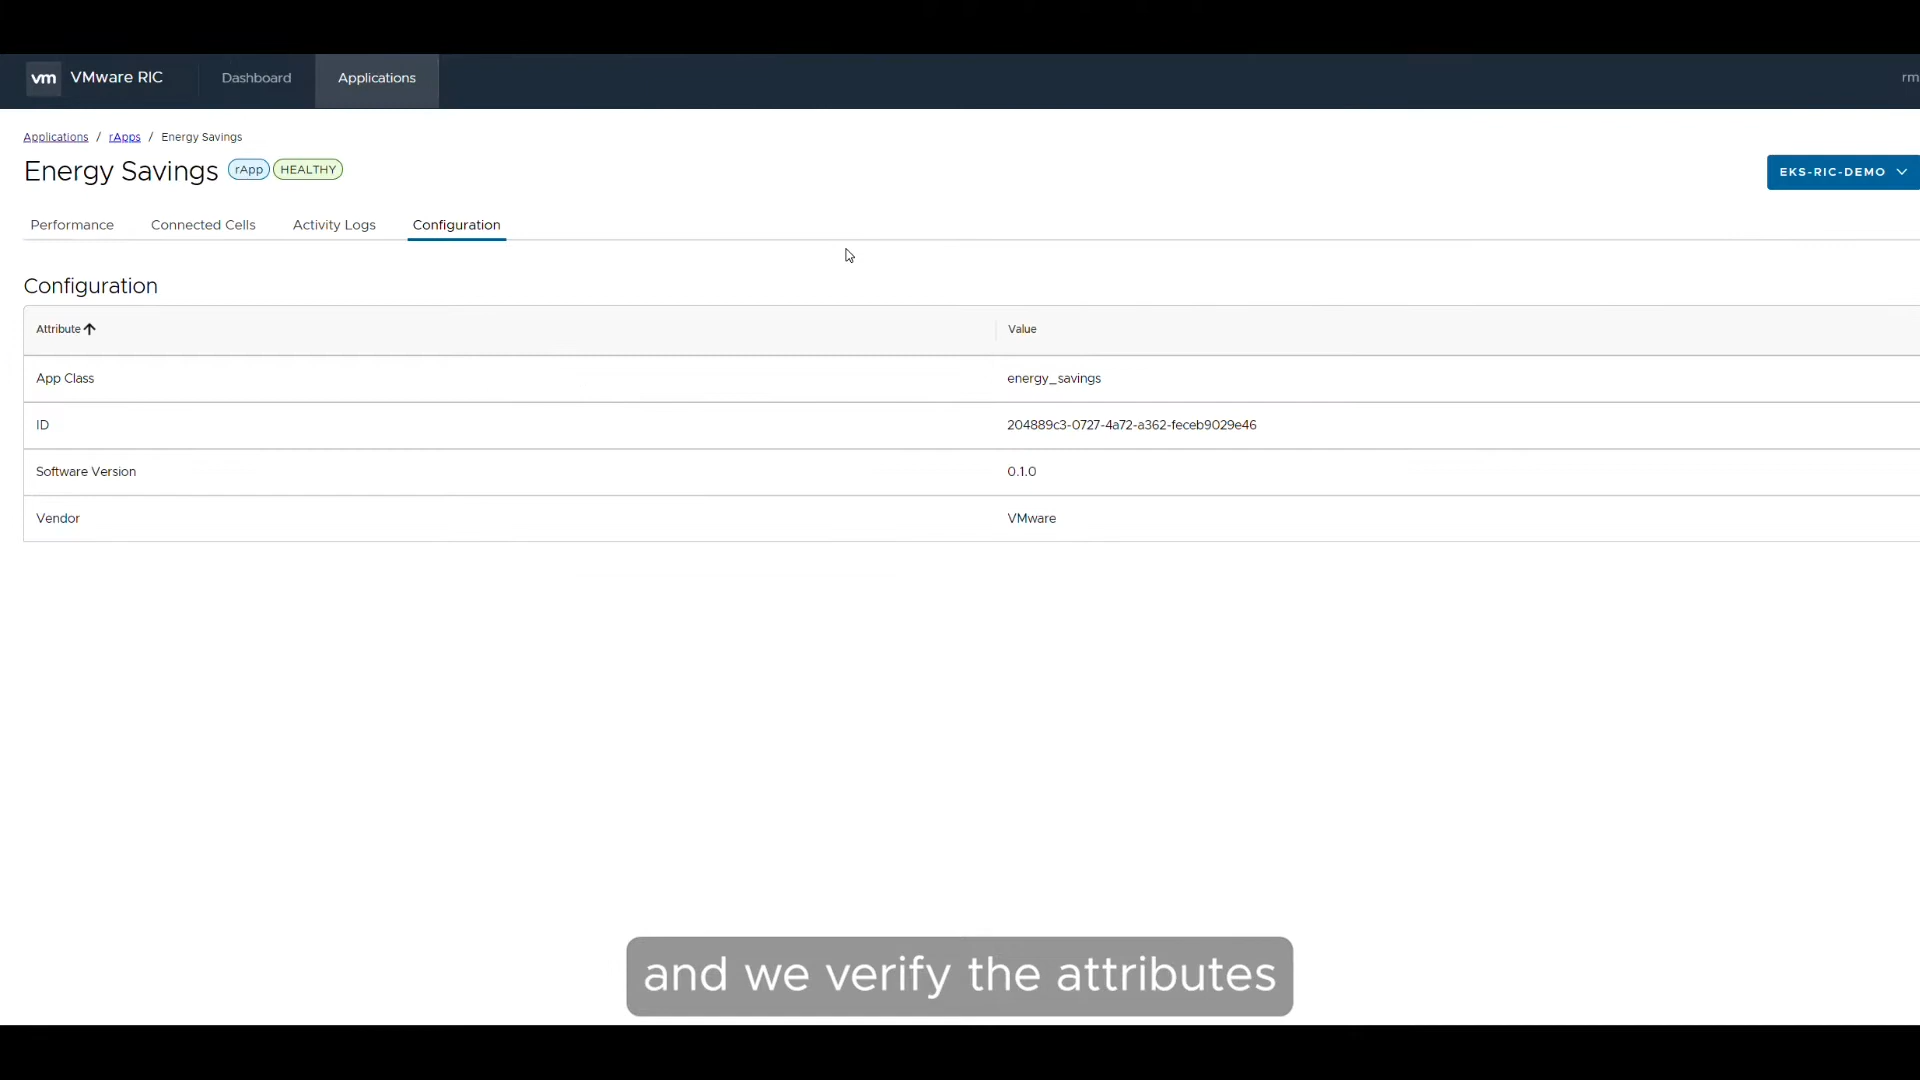 vm VMware RIC Dashboard Applications rm
Applications / rApps / Energy Savings
Energy Savings rApp HEALTHY
EKS-RIC-DEMO
Performance Connected Cells Activity Logs Configuration
Configuration
Attribute Value
App Class energy_savings
ID 204889c3-0727-4a72-a362-feceb9029e46
Software Version 0.1.0
Vendor VMware
and we verify the attributes